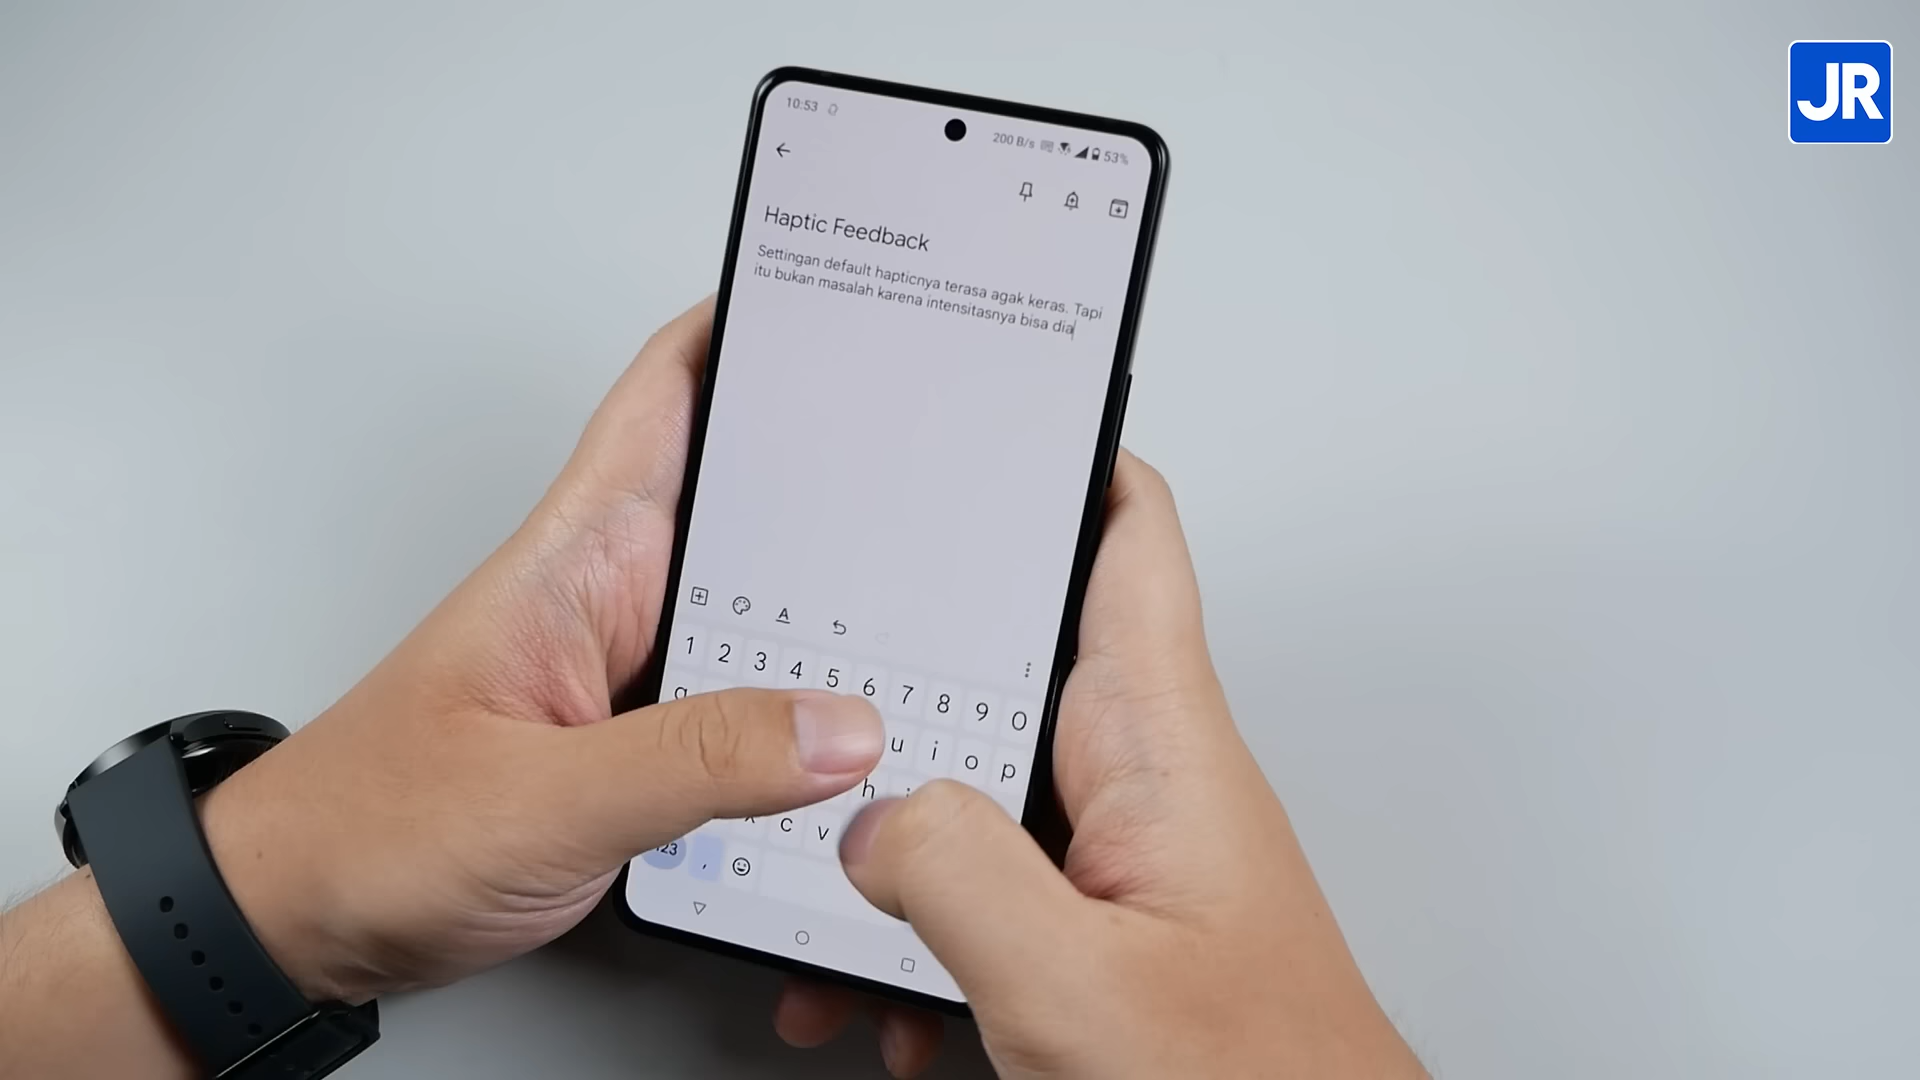 JR
10:53
200 B/s
53%
Haptic Feedback
Settingan default hapticnya terasa agak keras. Tapi
itu bukan masalah karena intensitasnya bisa dia
1 2 3 4 5 6 7 8 9 0
u i o p
h
c v
,